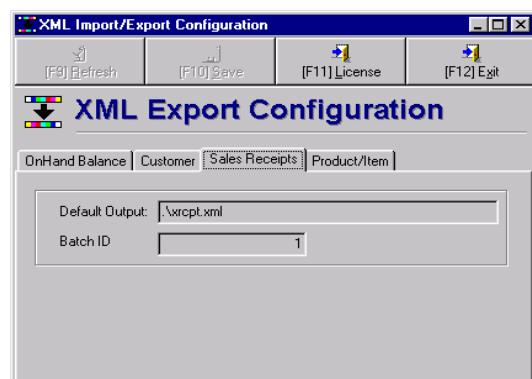 XML Import/Export Configuration
[F9] Refresh [F10] Save [F11] License [F12] Exit
XML Export Configuration
OnHand Balance Customer Sales Receipts Product/Item
Default Output: .\xrcpt.xml
Batch ID 1